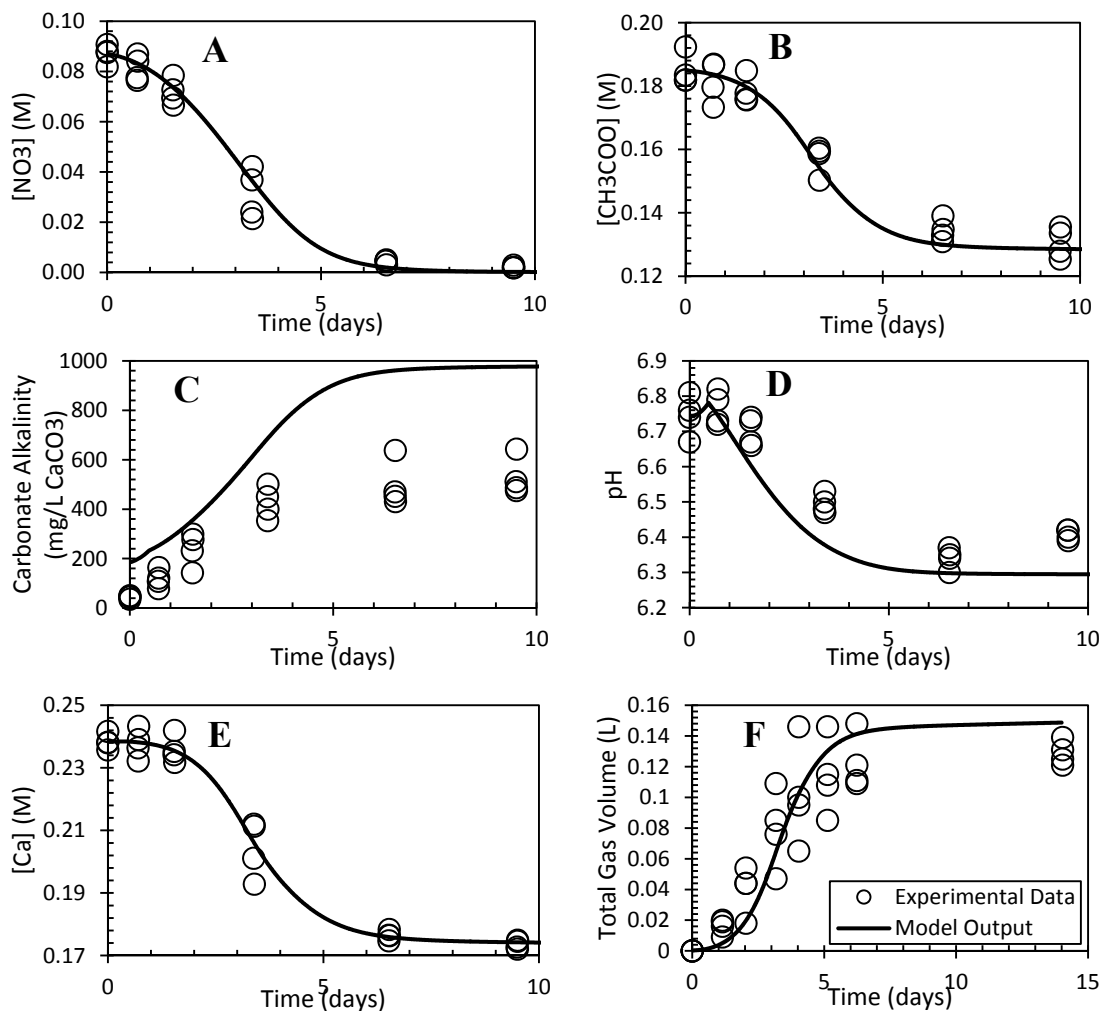 A
[NO3] (M)
0.10
0.08
0.06
0.04
0.02
0.00
0 5 10
Time (days)
B
[CH3COO] (M)
0.20
0.18
0.16
0.14
0.12
0 5 10
Time (days)
C
Carbonate Alkalinity
(mg/L CaCO3)
1000
800
600
400
200
0
0 5 10
Time (days)
D
pH
6.9
6.8
6.7
6.6
6.5
6.4
6.3
6.2
0 5 10
Time (days)
E
[Ca] (M)
0.25
0.23
0.21
0.19
0.17
0 5 10
Time (days)
F
Total Gas Volume (L)
0.16
0.14
0.12
0.1
0.08
0.06
0.04
0.02
0
0 5 10 15
Time (days)
Experimental Data
Model Output